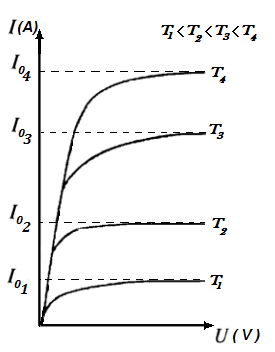 I(A)
T₁ < T₂ < T₃ < T₄
I₀₄
T₄
I₀₃
T₃
I₀₂
T₂
I₀₁
T₁
U (V)